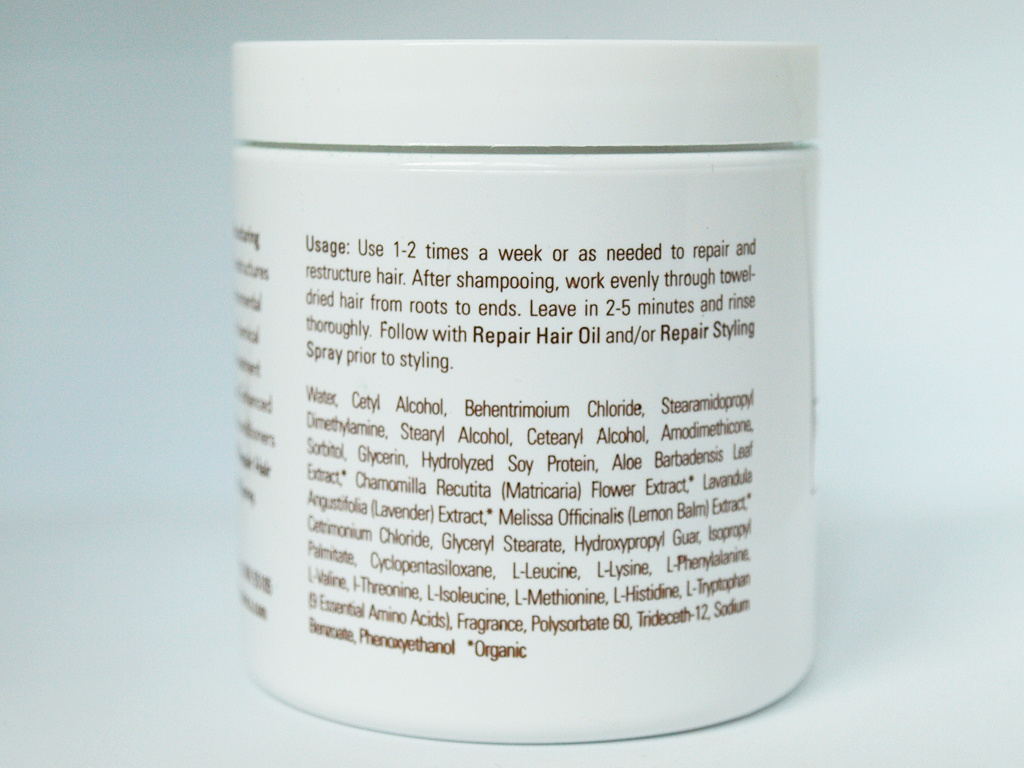 Usage: Use 1-2 times a week or as needed to repair and
restructure hair. After shampooing, work evenly through towel-
dried hair from roots to ends. Leave in 2-5 minutes and rinse
thoroughly. Follow with Repair Hair Oil and/or Repair Styling
Spray prior to styling.
Water, Cetyl Alcohol, Behentrimoium Chloride, Stearamidopropyl
Dimethylamine, Stearyl Alcohol, Cetearyl Alcohol, Amodimethicone,
Sorbitol, Glycerin, Hydrolyzed Soy Protein, Aloe Barbadensis Leaf
Extract,* Chamomilla Recutita (Matricaria) Flower Extract,* Lavandula
Angustifolia (Lavender) Extract,* Melissa Officinalis (Lemon Balm) Extract,*
Cetrimonium Chloride, Glyceryl Stearate, Hydroxypropyl Guar, Isopropyl
Palmitate, Cyclopentasiloxane, L-Leucine, L-Lysine, L-Phenylalanine,
L-Valine, l-Threonine, L-Isoleucine, L-Methionine, L-Histidine, L-Tryptophan
(9 Essential Amino Acids), Fragrance, Polysorbate 60, Trideceth-12, Sodium
Benzoate, Phenoxyethanol *Organic